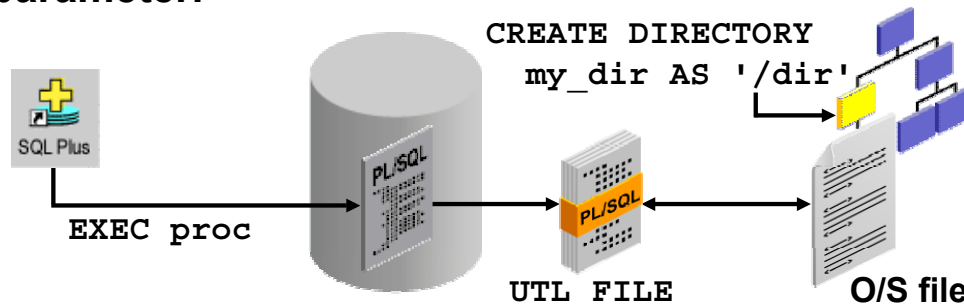 CREATE DIRECTORY
my_dir AS '/dir'
SQL Plus
PL/SQL
PL/SQL
EXEC proc
UTL FILE
O/S file